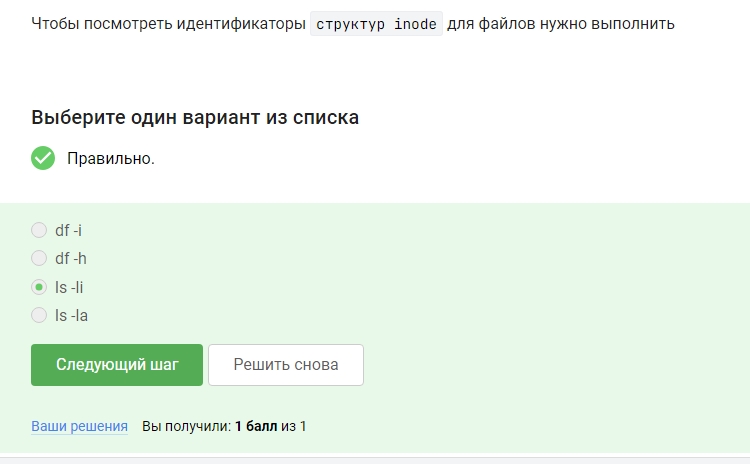 Чтобы посмотреть идентификаторы структур inode для файлов нужно выполнить
Выберите один вариант из списка
Правильно.
df -i
df -h
ls -li
ls -la
Следующий шаг Решить снова
Ваши решения Вы получили: 1 балл из 1